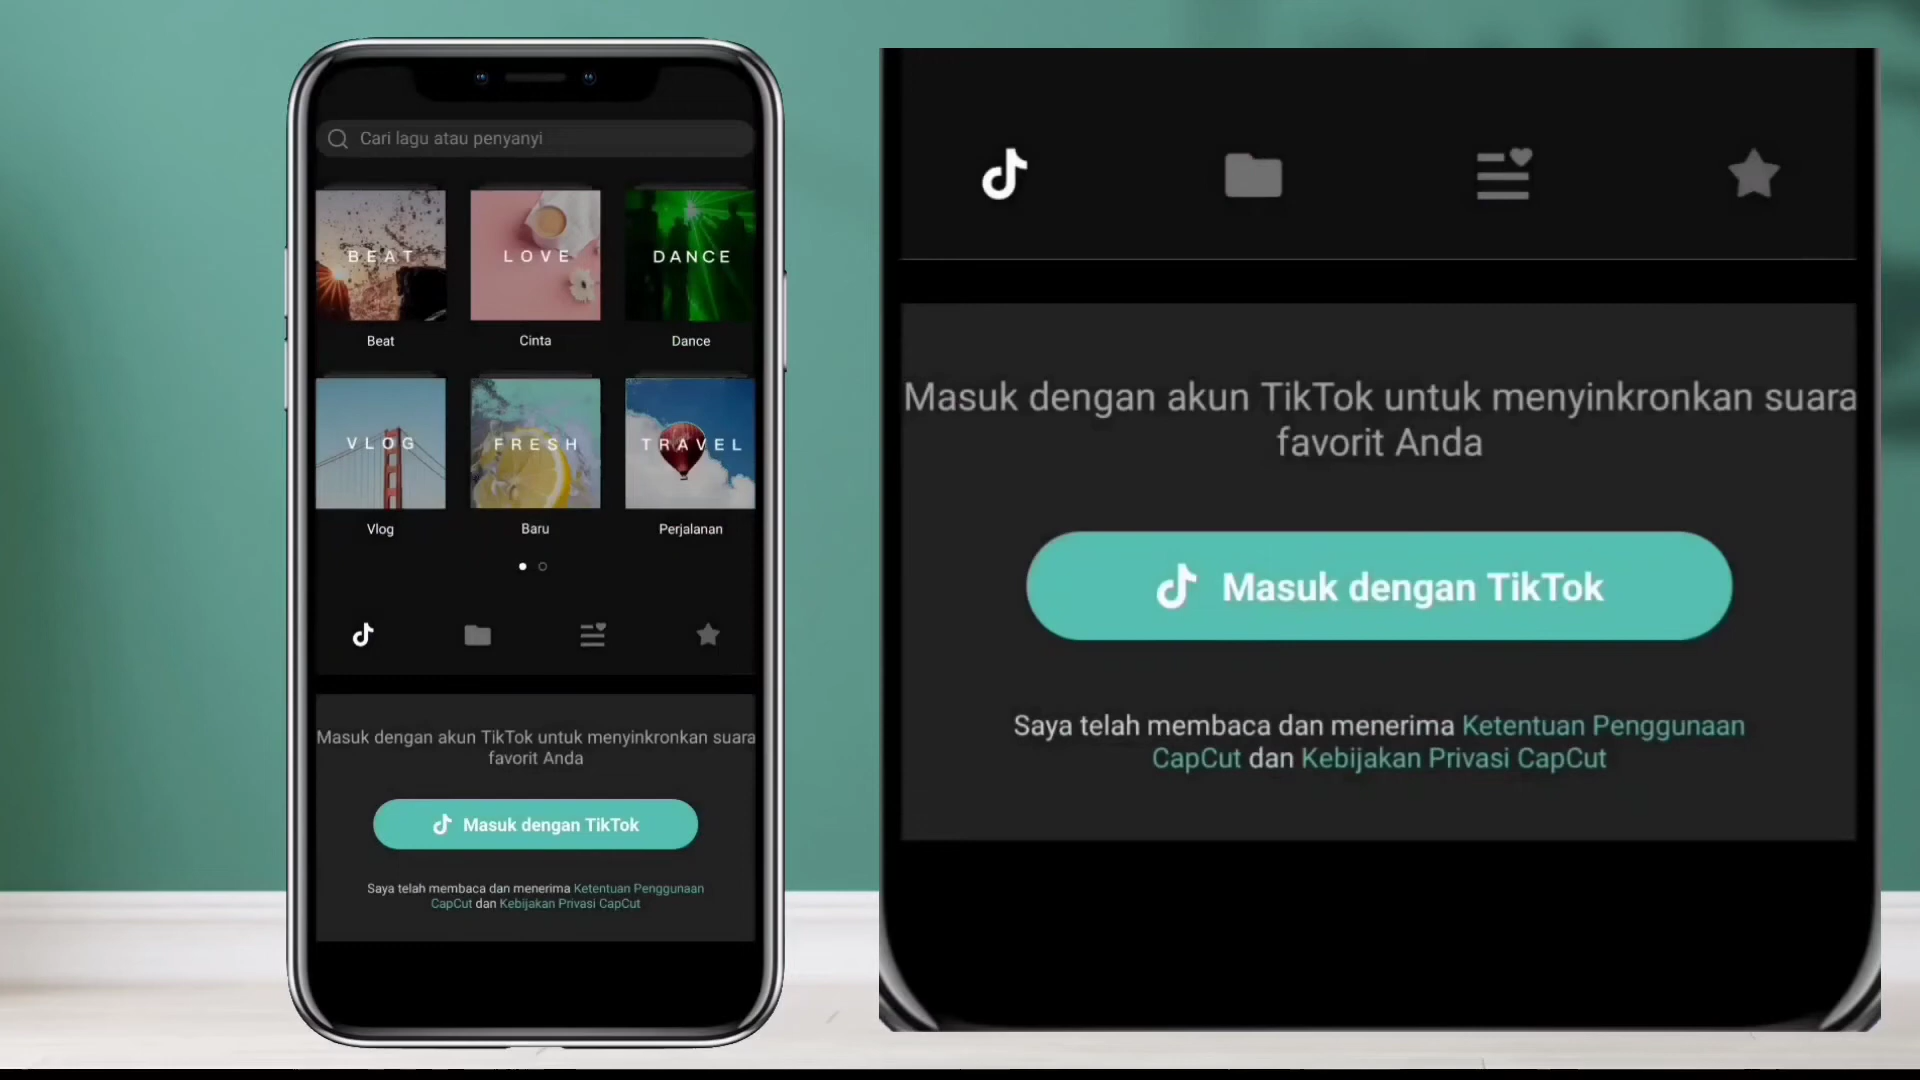 Cari lagu atau penyanyi
BEAT
LOVE
DANCE
Beat
Cinta
Dance
VLOG
FRESH
TRAVEL
Vlog
Baru
Perjalanan
Masuk dengan akun TikTok untuk menyinkronkan suara
favorit Anda
Masuk dengan TikTok
Saya telah membaca dan menerima Ketentuan Penggunaan
CapCut dan Kebijakan Privasi CapCut
Masuk dengan akun TikTok untuk menyinkronkan suara
favorit Anda
Masuk dengan TikTok
Saya telah membaca dan menerima Ketentuan Penggunaan
CapCut dan Kebijakan Privasi CapCut